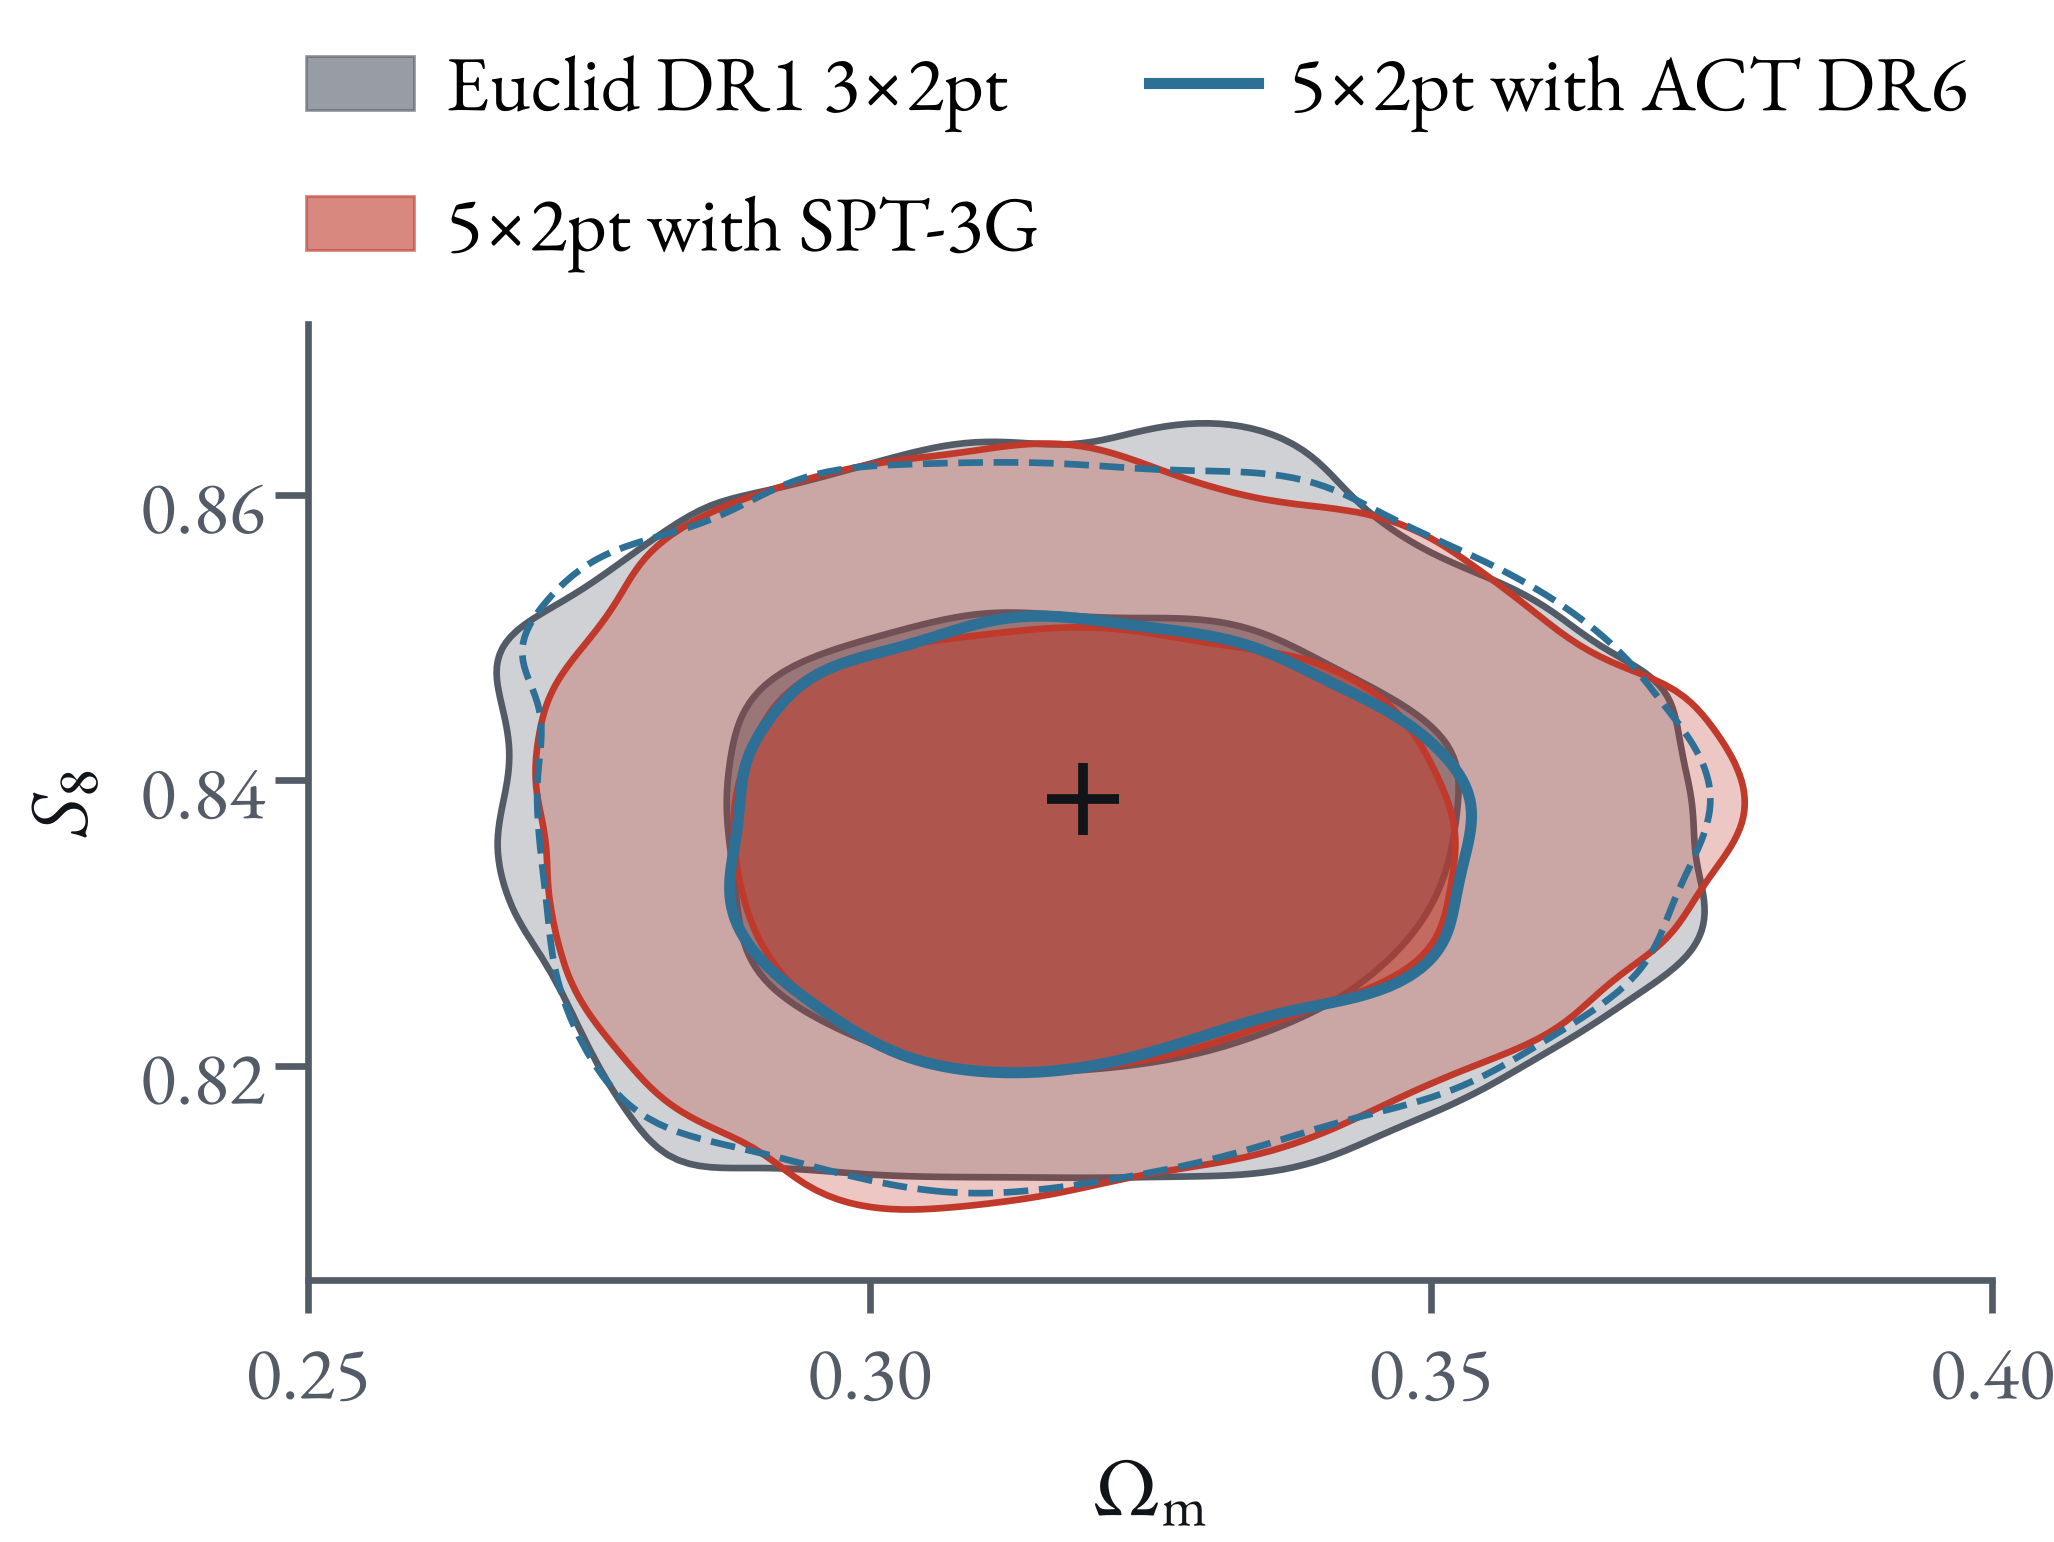 Euclid DR1 3×2pt
5×2pt with ACT DR6
5×2pt with SPT-3G
0.86
0.84
0.82
S₈
0.25
0.30
0.35
0.40
Ωₘ